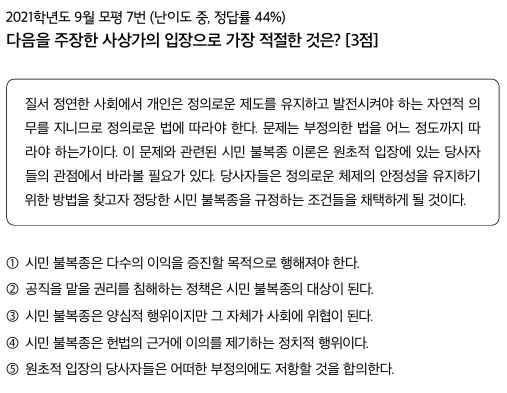 2021학년도 9월 모평 7번 (난이도 중, 정답률 44%)
다음을 주장한 사상가의 입장으로 가장 적절한 것은? [3점]
질서 정연한 사회에서 개인은 정의로운 제도를 유지하고 발전시켜야 하는 자연적 의
무를 지니므로 정의로운 법에 따라야 한다. 문제는 부정의한 법을 어느 정도까지 따
라야 하는가이다. 이 문제와 관련된 시민 불복종 이론은 원초적 입장에 있는 당사자
들의 관점에서 바라볼 필요가 있다. 당사자들은 정의로운 체제의 안정성을 유지하기
위한 방법을 찾고자 정당한 시민 불복종을 규정하는 조건들을 채택하게 될 것이다.
① 시민 불복종은 다수의 이익을 증진할 목적으로 행해져야 한다.
② 공직을 맡을 권리를 침해하는 정책은 시민 불복종의 대상이 된다.
③ 시민 불복종은 양심적 행위이지만 그 자체가 사회에 위협이 된다.
④ 시민 불복종은 헌법의 근거에 이의를 제기하는 정치적 행위이다.
⑤ 원초적 입장의 당사자들은 어떠한 부정의에도 저항할 것을 합의한다.